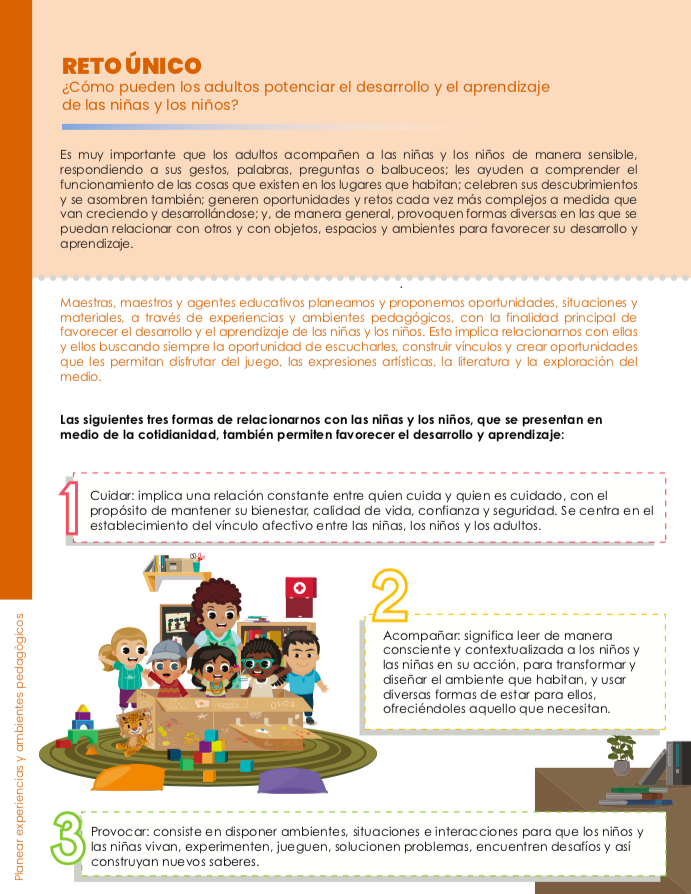 RETO ÚNICO
¿Cómo pueden los adultos potenciar el desarrollo y el aprendizaje
de las niñas y los niños?
Es muy importante que los adultos acompañen a las niñas y los niños de manera sensible,
respondiendo a sus gestos, palabras, preguntas o balbuceos; les ayuden a comprender el
funcionamiento de las cosas que existen en los lugares que habitan; celebren sus descubrimientos
y se asombren también; generen oportunidades y retos cada vez más complejos a medida que
van creciendo y desarrollándose; y, de manera general, provoquen formas diversas en las que se
puedan relacionar con otros y con objetos, espacios y ambientes para favorecer su desarrollo y
aprendizaje.
Maestras, maestros y agentes educativos planeamos y proponemos oportunidades, situaciones y
materiales, a través de experiencias y ambientes pedagógicos, con la finalidad principal de
favorecer el desarrollo y el aprendizaje de las niñas y los niños. Esto implica relacionarnos con ellas
y ellos buscando siempre la oportunidad de escucharles, construir vínculos y crear oportunidades
que les permitan disfrutar del juego, las expresiones artísticas, la literatura y la exploración del
medio.
Las siguientes tres formas de relacionarnos con las niñas y los niños, que se presentan en
medio de la cotidianidad, también permiten favorecer el desarrollo y aprendizaje:
1
Cuidar: implica una relación constante entre quien cuida y quien es cuidado, con el
propósito de mantener su bienestar, calidad de vida, confianza y seguridad. Se centra en el
establecimiento del vínculo afectivo entre las niñas, los niños y los adultos.
2
Acompañar: significa leer de manera
consciente y contextualizada a los niños y
las niñas en su acción, para transformar y
diseñar el ambiente que habitan, y usar
diversas formas de estar para ellos,
ofreciéndoles aquello que necesitan.
3
Provocar: consiste en disponer ambientes, situaciones e interacciones para que los niños y
las niñas vivan, experimenten, jueguen, solucionen problemas, encuentren desafíos y así
construyan nuevos saberes.
Planear experiencias y ambientes pedagógicos